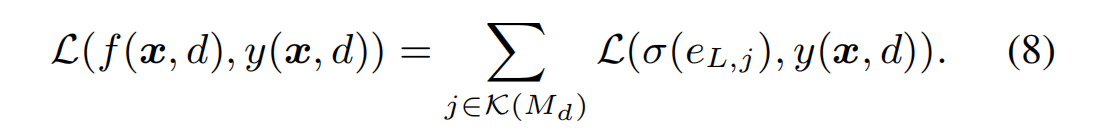 ℒ(f(𝒙, d), y(𝒙, d)) = ∑_{j∈𝒦(M_d)} ℒ(σ(e_{L,j}), y(𝒙, d)). (8)